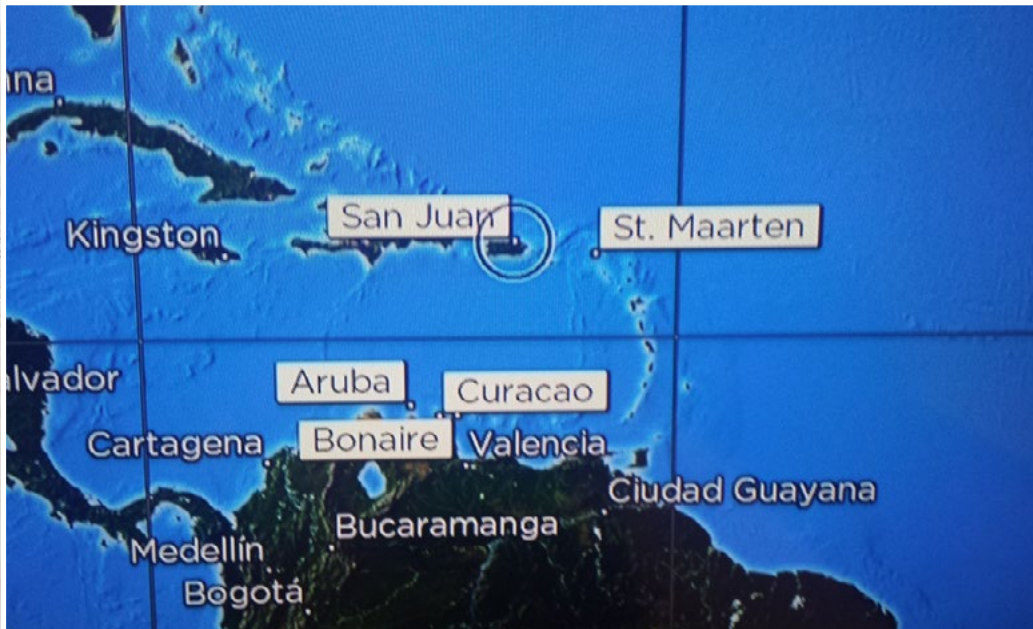 ana
Kingston
San Juan
St. Maarten
alvador
Aruba
Curacao
Cartagena
Bonaire
Valencia
Ciudad Guayana
Bucaramanga
Medellín
Bogotá